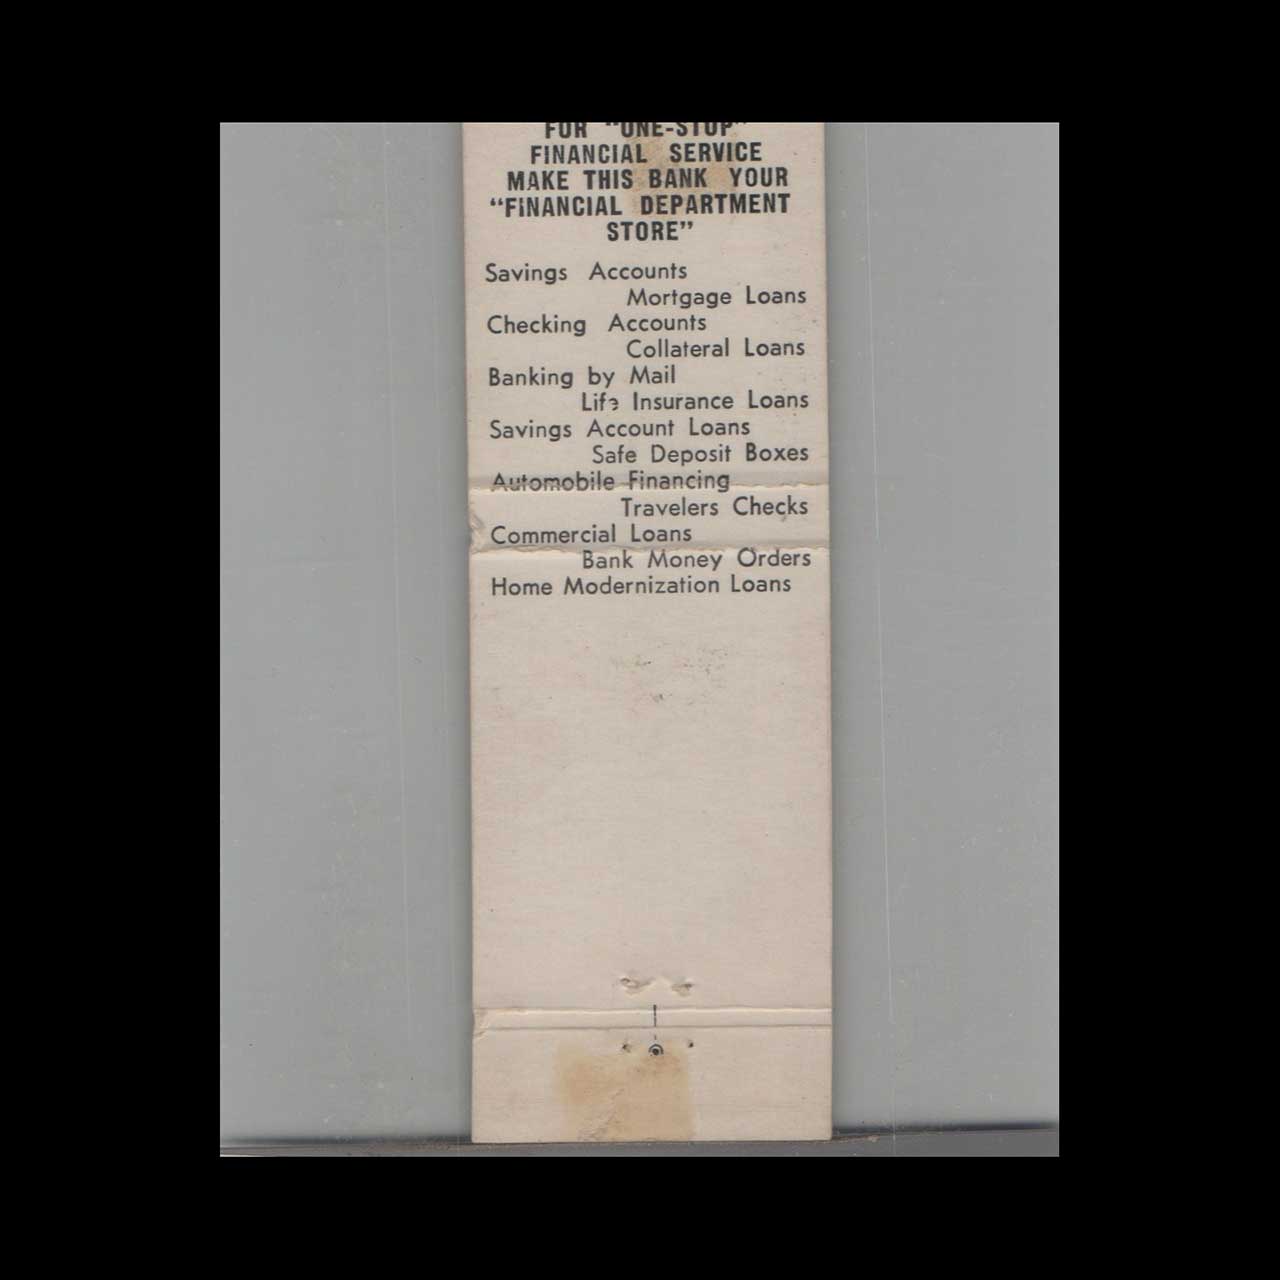 FOR "ONE-STOP"
FINANCIAL SERVICE
MAKE THIS BANK YOUR
“FINANCIAL DEPARTMENT
STORE”
Savings Accounts
Mortgage Loans
Checking Accounts
Collateral Loans
Banking by Mail
Life Insurance Loans
Savings Account Loans
Safe Deposit Boxes
Automobile Financing
Travelers Checks
Commercial Loans
Bank Money Orders
Home Modernization Loans